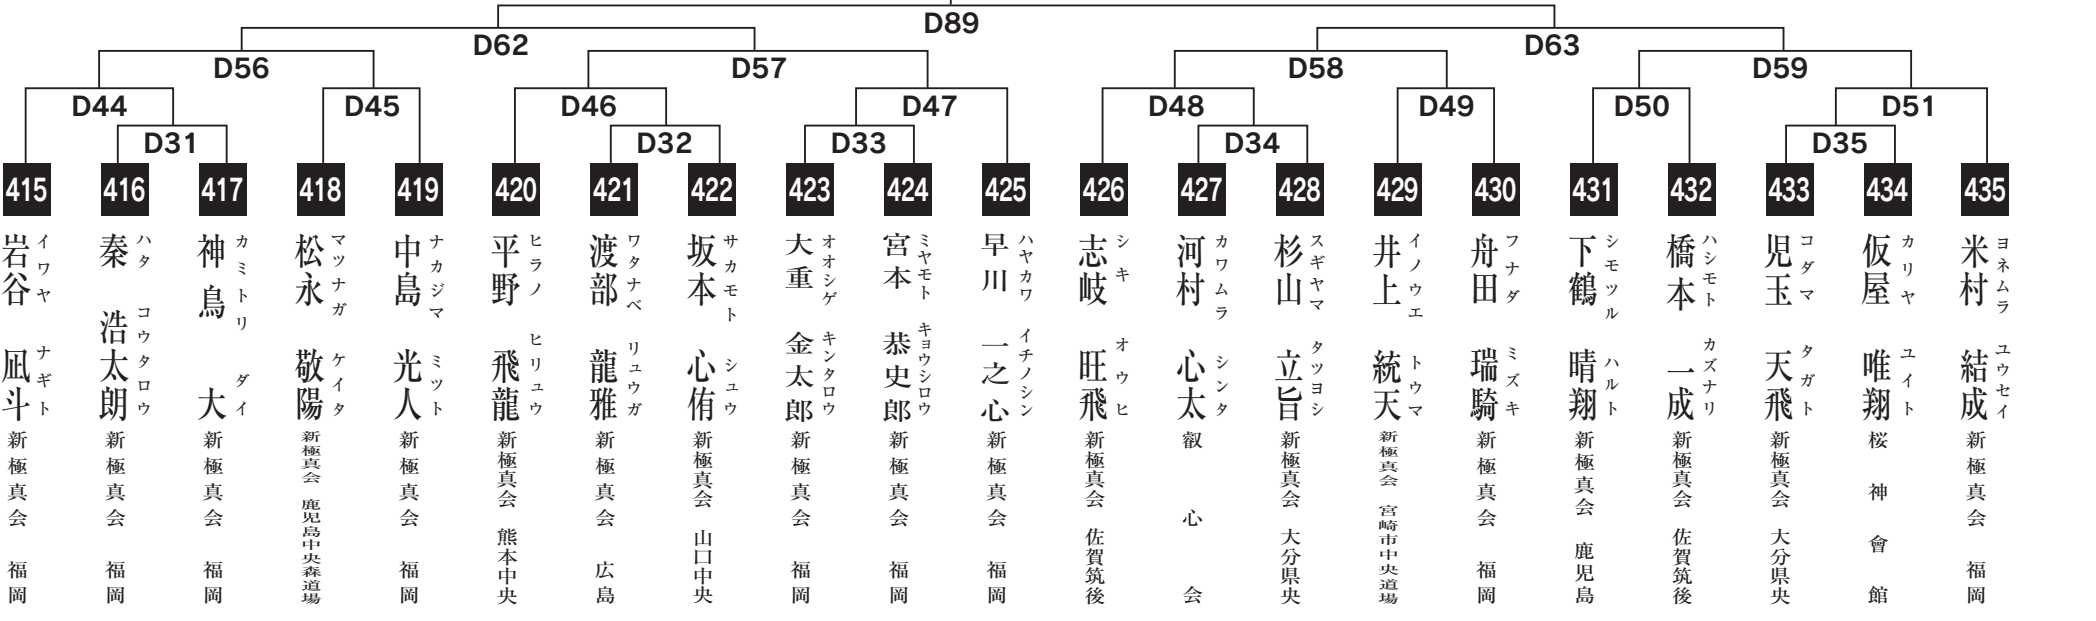 D89
D62
D63
D56
D57
D58
D59
D44
D45
D46
D47
D48
D49
D50
D51
D31
D32
D33
D34
D35
415
岩谷 凪斗
イワヤ ナギト
新極真会 福岡
416
秦 浩太朗
ハタ コウタロウ
新極真会 福岡
417
神鳥 大
カミトリ ダイ
新極真会 福岡
418
松永 敬陽
マツナガ ケイタ
新極真会 鹿児島中央森道場
419
中島 光人
ナカジマ ミツト
新極真会 福岡
420
平野 飛龍
ヒラノ ヒリュウ
新極真会 熊本中央
421
渡部 龍雅
ワタナベ リュウガ
新極真会 広島
422
坂本 心侑
サカモト シュウ
新極真会 山口中央
423
大重 金太郎
オオシゲ キンタロウ
新極真会 福岡
424
宮本 恭史郎
ミヤモト キョウシロウ
新極真会 福岡
425
早川 一之心
ハヤカワ イチノシン
新極真会 福岡
426
志岐 旺飛
シキ オウヒ
新極真会 佐賀筑後
427
河村 心太
カワムラ シンタ
叡心会
428
杉山 立旨
スギヤマ タツヨシ
新極真会 大分県央
429
井上 統天
イノウエ トウマ
新極真会 宮崎市中央道場
430
舟田 瑞騎
フナダ ミズキ
新極真会 福岡
431
下鶴 晴翔
シモツル ハルト
新極真会 鹿児島
432
橋本 一成
ハシモト カズナリ
新極真会 佐賀筑後
433
児玉 天飛
コダマ タガト
新極真会 大分県央
434
仮屋 唯翔
カリヤ ユイト
桜神會館
435
米村 結成
ヨネムラ ユウセイ
新極真会 福岡